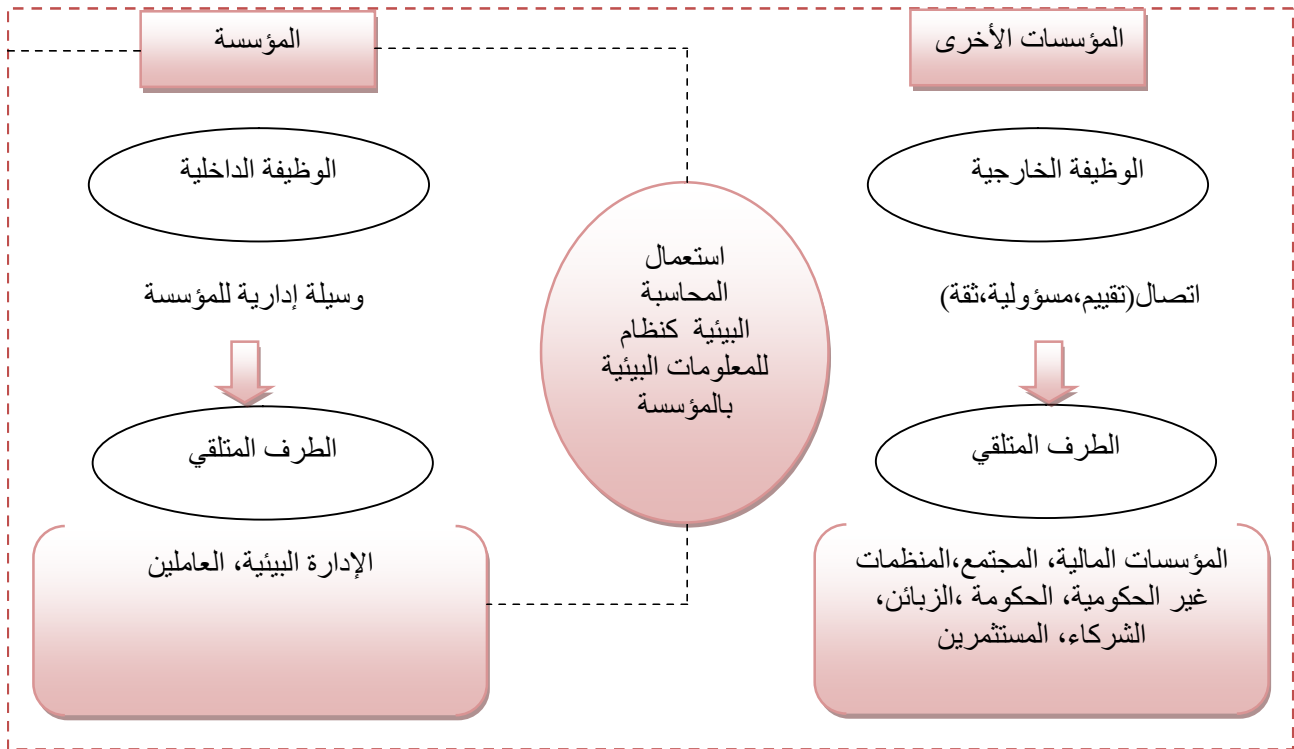 المؤسسات الأخرى
المؤسسة
الوظيفة الخارجية
الوظيفة الداخلية
استعمال
المحاسبة
البيئية كنظام
للمعلومات البيئية
بالمؤسسة
اتصال(تقييم،مسؤولية،ثقة)
وسيلة إدارية للمؤسسة
الطرف المتلقي
الطرف المتلقي
المؤسسات المالية، المجتمع،المنظمات
غير الحكومية، الحكومة ،الزبائن،
الشركاء، المستثمرين
الإدارة البيئية، العاملين